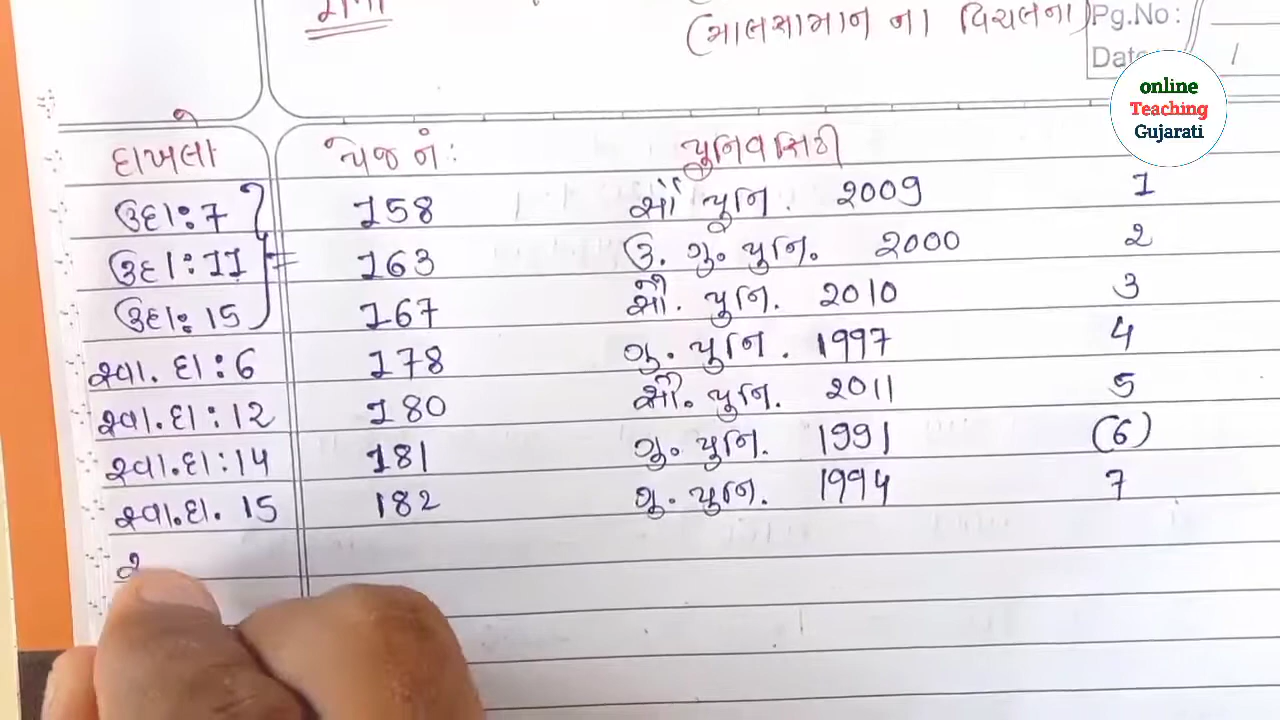 (માલસામાન ના વિચલના) Pg.No:
Date
online
Teaching
Gujarati
દાખલા પેજ નં: યુનિવર્સિટી
ઉદા:7 158 સૌ યુનિ. 2009 1
ઉદા:11 163 ઉ. ગુ. યુનિ. 2000 2
ઉદા: 15 167 સૌ. યુનિ. 2010 3
સ્વા. દા:6 178 ગુ. યુનિ. 1997 4
સ્વા.દા:12 180 સૌ. યુનિ. 2011 5
સ્વા.દા:14 181 ગુ. યુનિ. 1991 (6)
સ્વા.દા. 15 182 ગુ. યુનિ. 1994 7